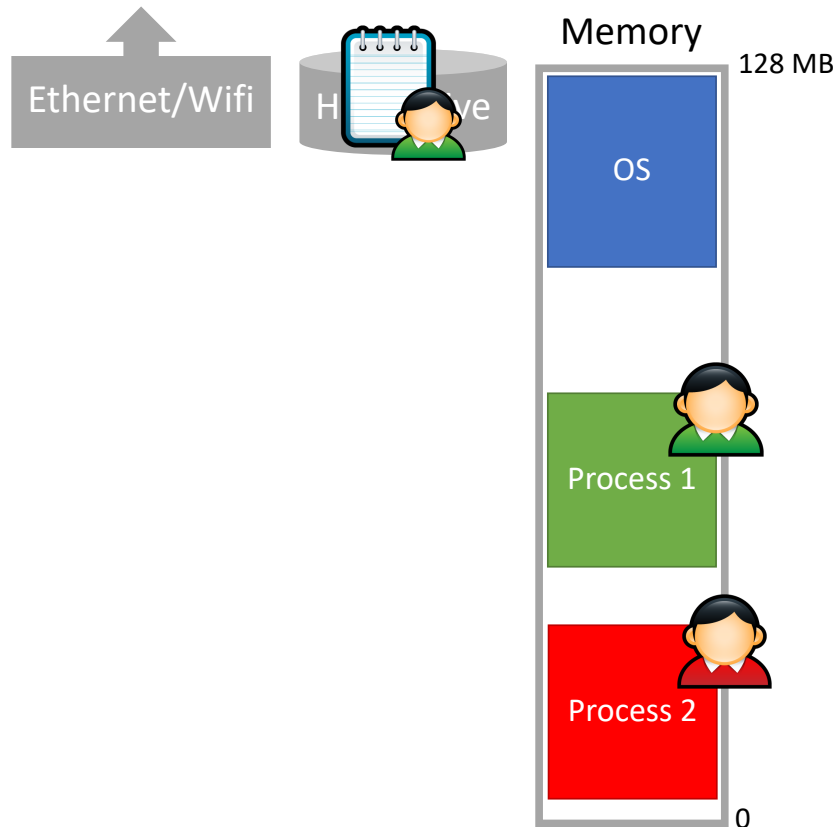 Memory
128 MB
Ethernet/Wifi
OS
Process 1
Process 2
0